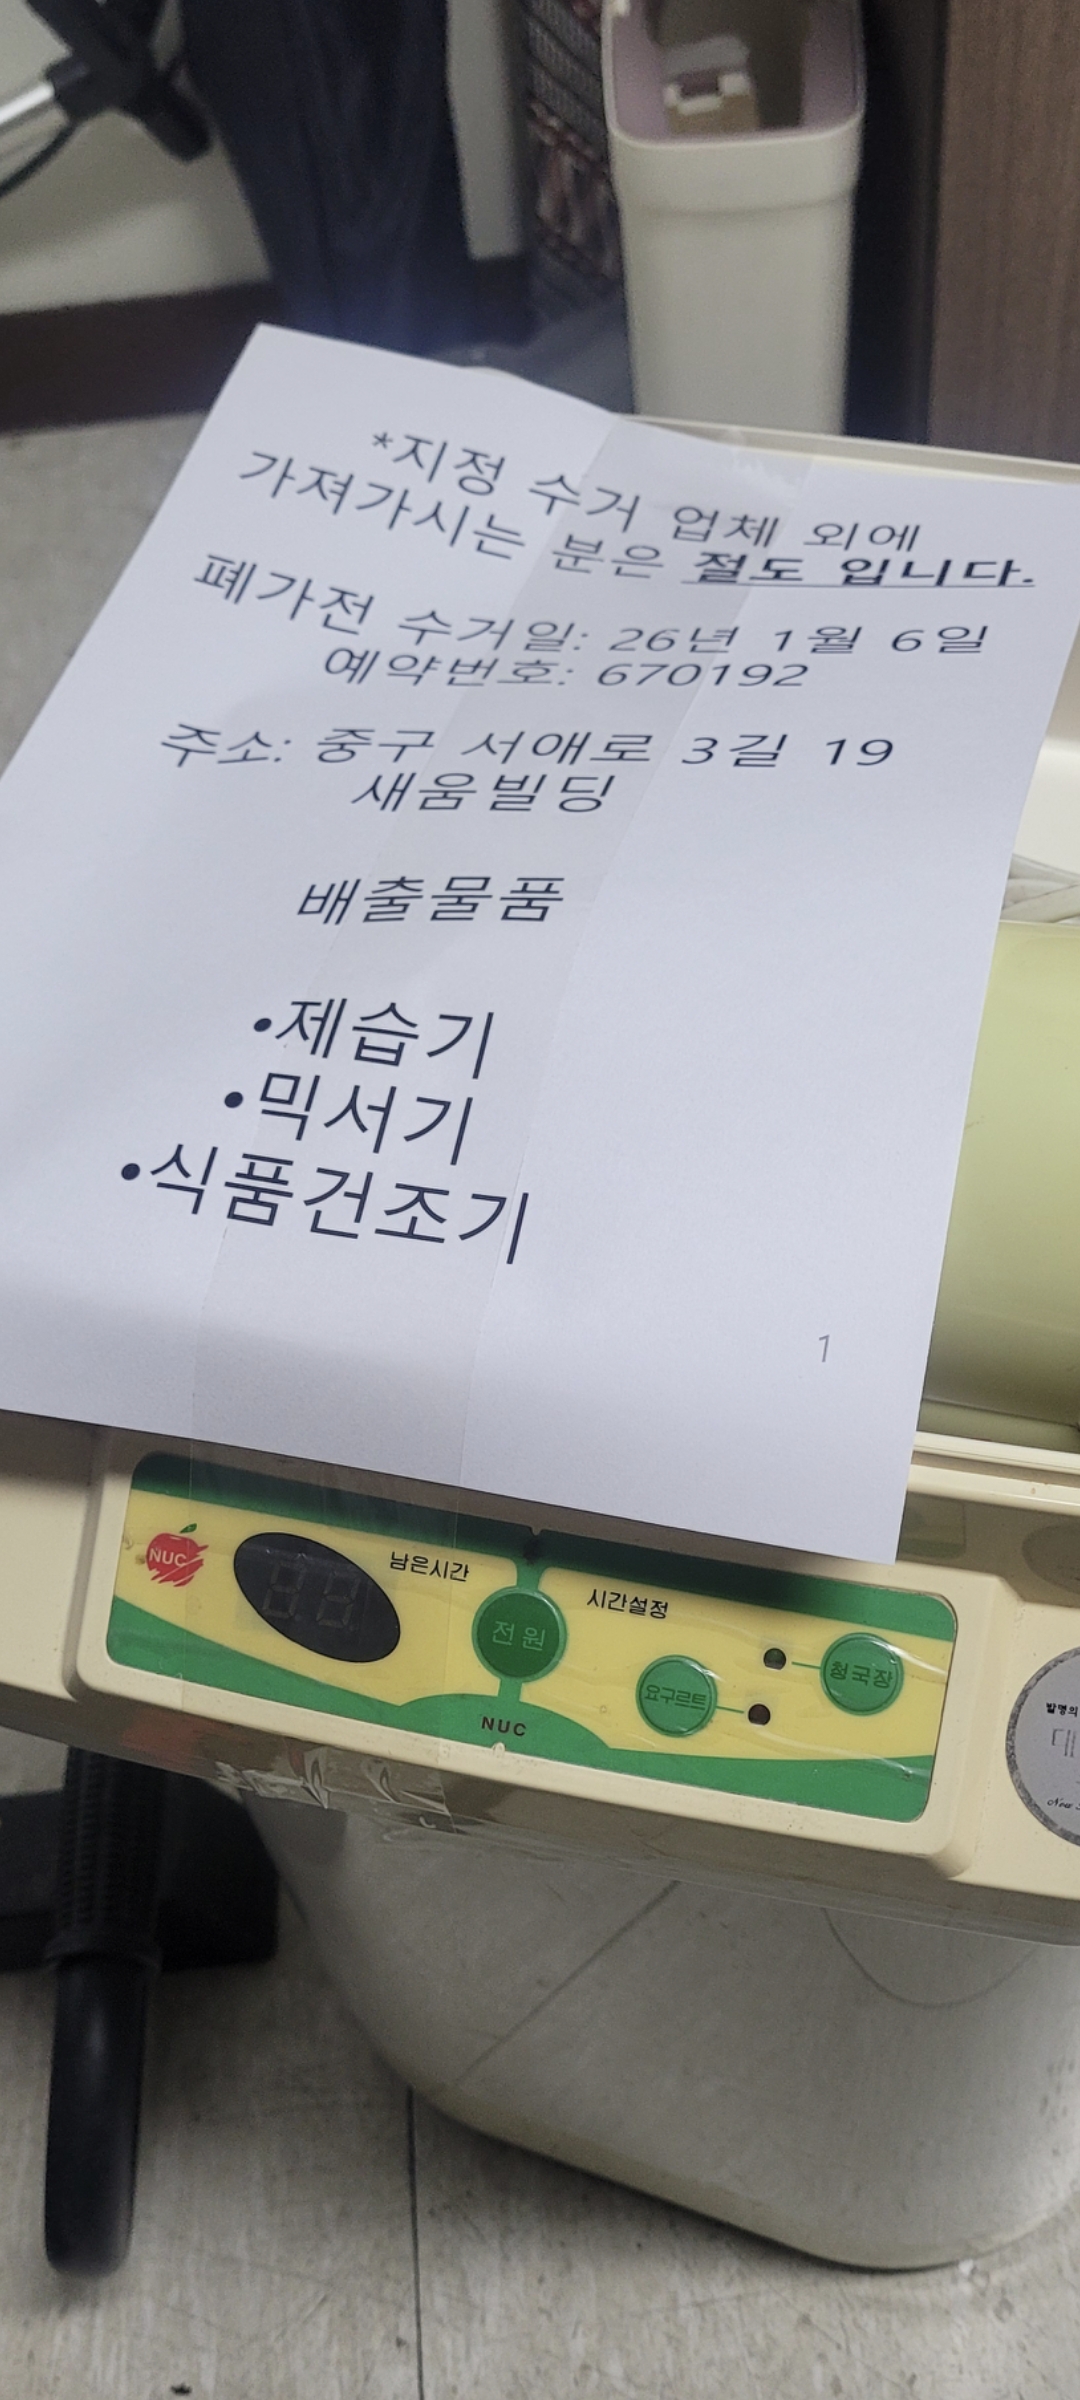 *지정 수거 업체 외에
가져가시는 분은 절도 입니다.
폐가전 수거일: 26년 1월 6일
예약번호: 670192
주소: 중구 서애로 3길 19
새움빌딩
배출물품
•제습기
•믹서기
•식품건조기
1
NUC
남은시간
전원
시간설정
요구르트
청국장
NUC
발명의